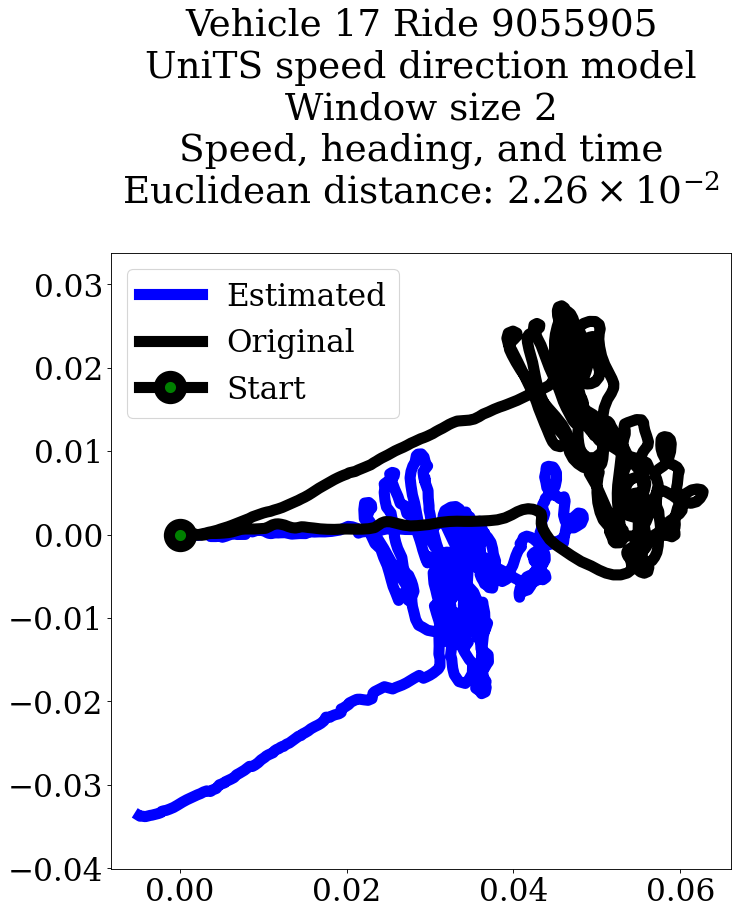 Vehicle 17 Ride 9055905
UniTS speed direction model
Window size 2
Speed, heading, and time
Euclidean distance: 2.26 × 10⁻²
Estimated
Original
Start
0.03
0.02
0.01
0.00
−0.01
−0.02
−0.03
−0.04
0.00 0.02 0.04 0.06